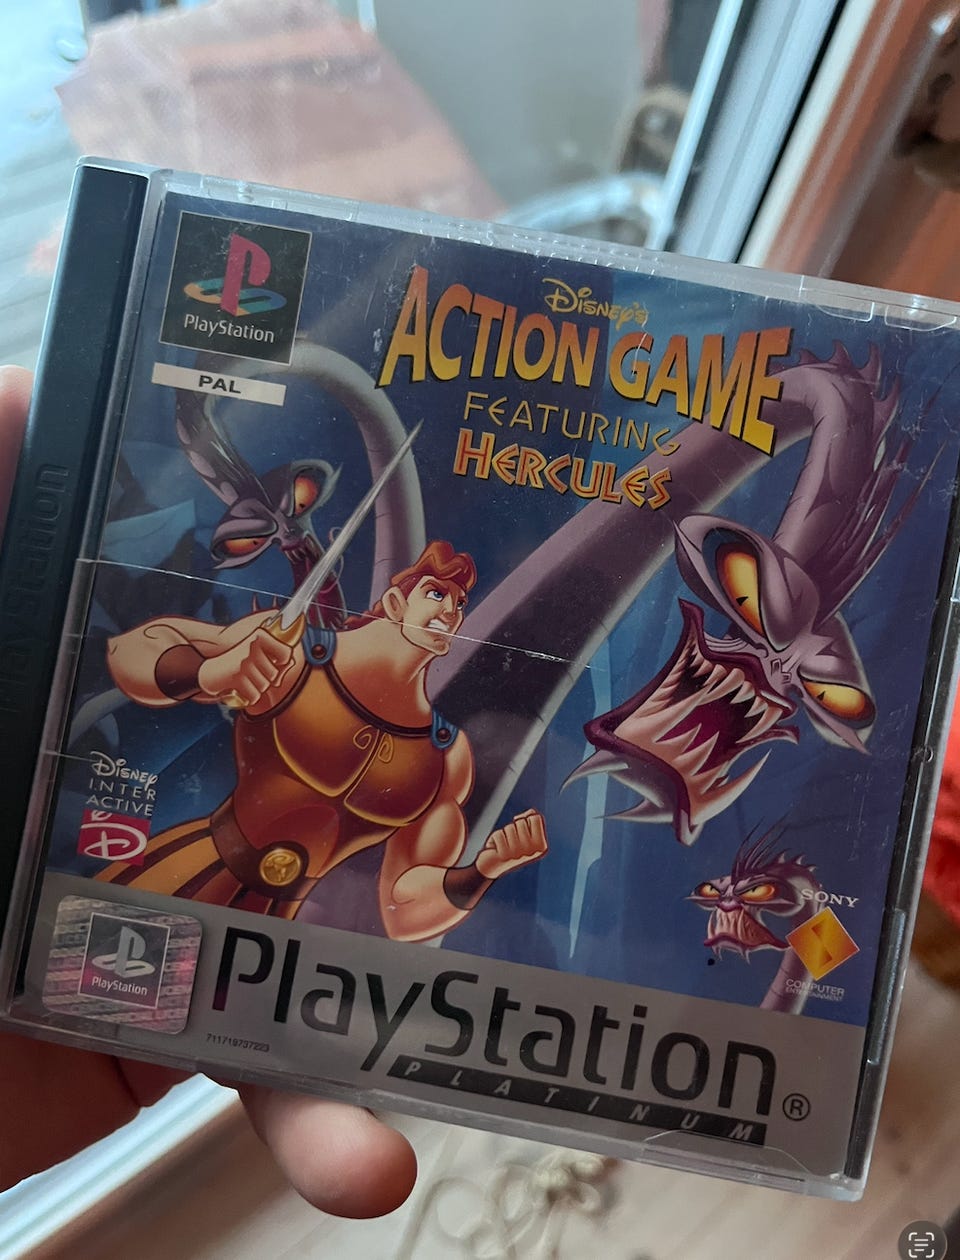 PlayStation
PAL
Disney's
ACTION GAME
FEATURING
HERCULES
PlayStation
Disney
INTER
ACTIVE
D
SONY
COMPUTER
ENTERTAINMENT
PlayStation
711719737223
PlayStation®
PLATINUM